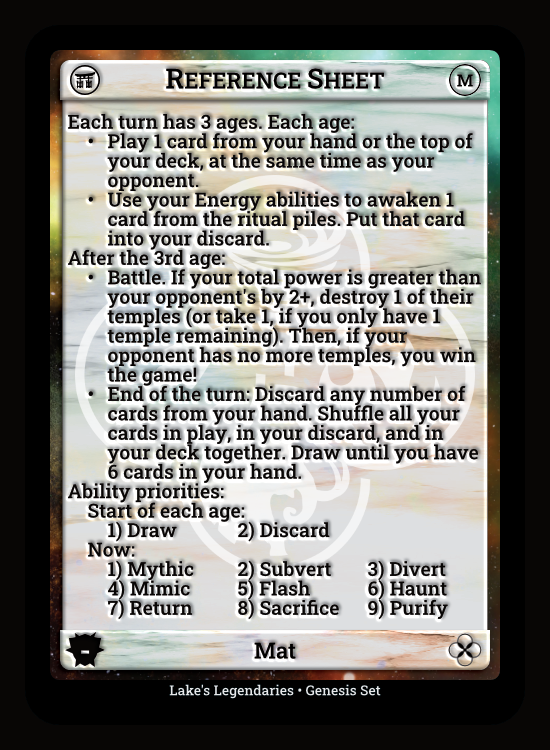 REFERENCE SHEET
M
Each turn has 3 ages. Each age:
• Play 1 card from your hand or the top of
your deck, at the same time as your
opponent.
• Use your Energy abilities to awaken 1
card from the ritual piles. Put that card
into your discard.
After the 3rd age:
• Battle. If your total power is greater than
your opponent's by 2+, destroy 1 of their
temples (or take 1, if you only have 1
temple remaining). Then, if your
opponent has no more temples, you win
the game!
• End of the turn: Discard any number of
cards from your hand. Shuffle all your
cards in play, in your discard, and in
your deck together. Draw until you have
6 cards in your hand.
Ability priorities:
Start of each age:
1) Draw 2) Discard
Now:
1) Mythic 2) Subvert 3) Divert
4) Mimic 5) Flash 6) Haunt
7) Return 8) Sacrifice 9) Purify
- Mat
Lake's Legendaries • Genesis Set